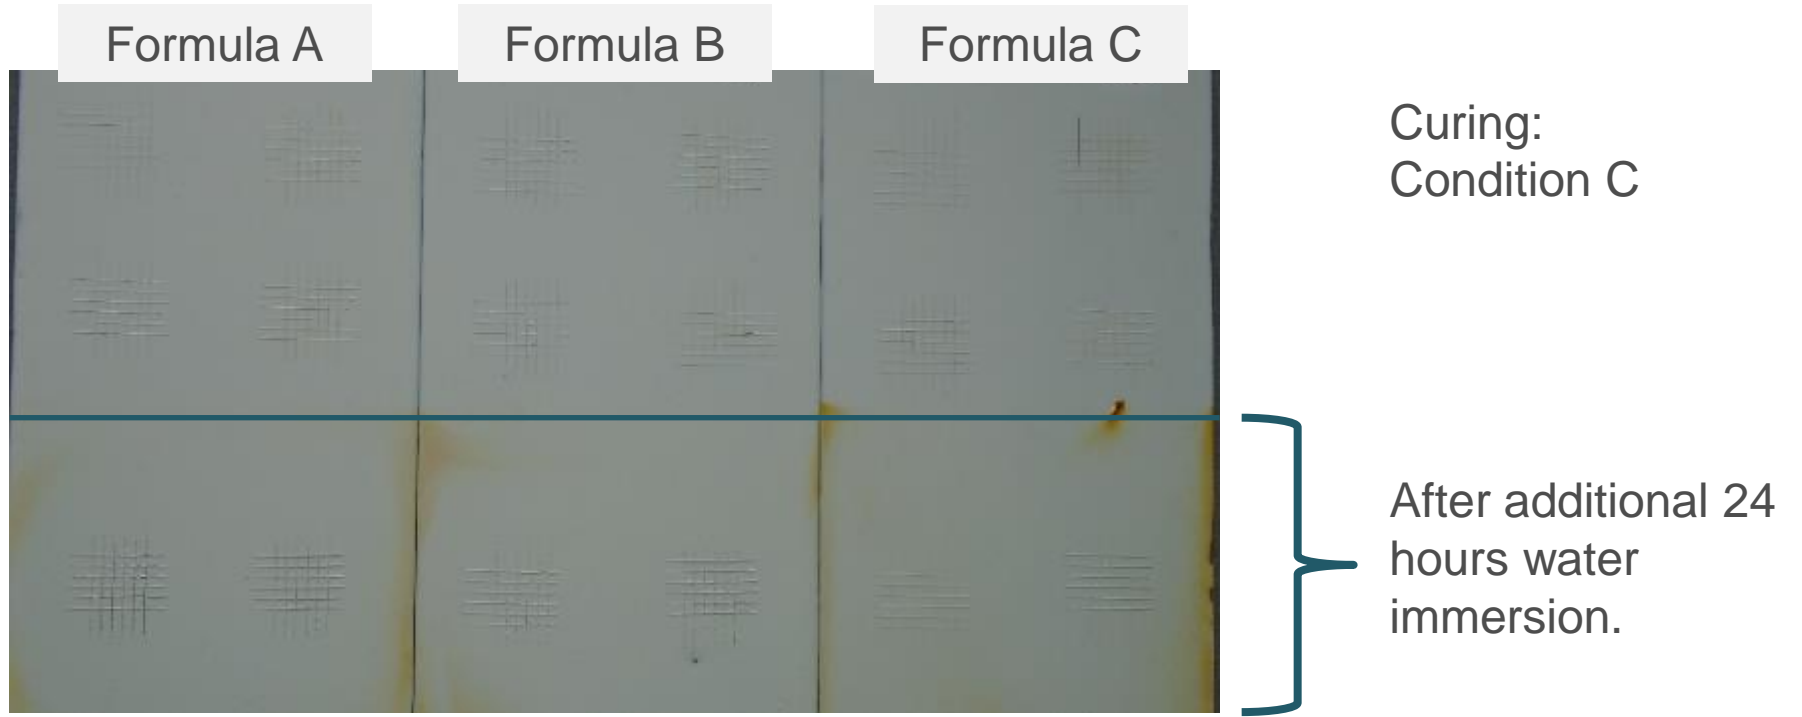 Formula A
Formula B
Formula C
Curing:
Condition C
After additional 24
hours water
immersion.